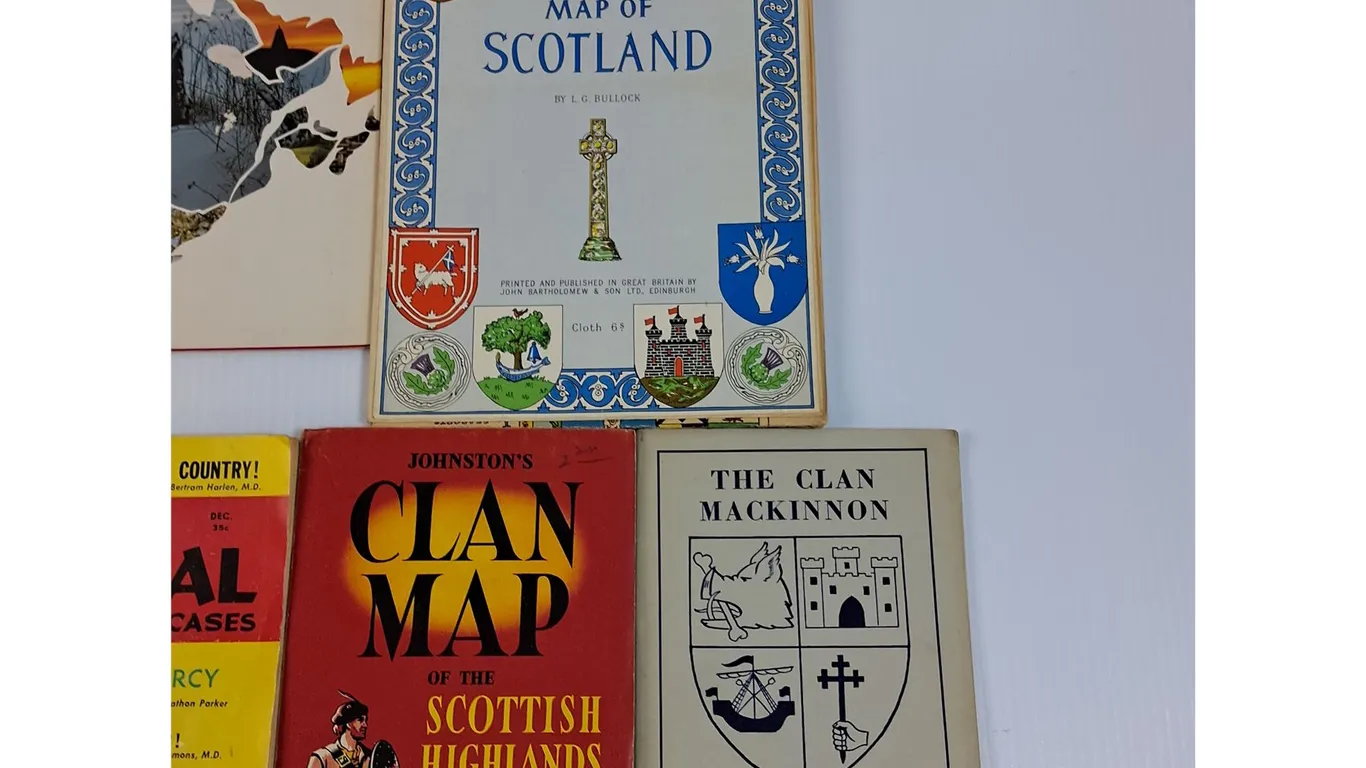 MAP OF
SCOTLAND
BY L. G. BULLOCK
PRINTED AND PUBLISHED IN GREAT BRITAIN BY
JOHN BARTHOLOMEW & SON LTD, EDINBURGH
Cloth 6s
COUNTRY!
Bertram Harlen, M.D.
DEC.
35c
AL
CASES
RCY
athon Parker
!
mons, M.D.
JOHNSTON'S
CLAN
MAP
OF THE
SCOTTISH
HIGHLANDS
THE CLAN
MACKINNON